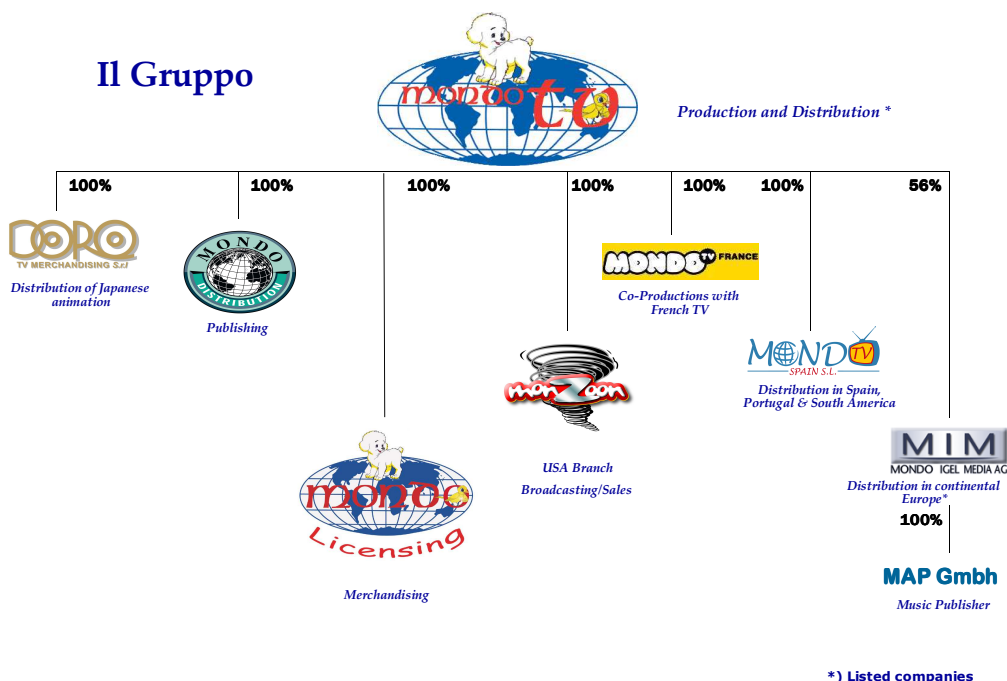 Il Gruppo
mondo tv
Production and Distribution *
100%
100%
100%
100%
100%
100%
56%
DORO
TV MERCHANDISING S.r.l
Distribution of Japanese
animation
MONDO
DISTRIBUTION
Publishing
MONDO TV FRANCE
Co-Productions with
French TV
MONDO TV
SPAIN S.L.
Distribution in Spain,
Portugal & South America
monzoon
USA Branch
Broadcasting/Sales
mondo
Licensing
Merchandising
MIM
MONDO IGEL MEDIA AG
Distribution in continental
Europe*
100%
MAP Gmbh
Music Publisher
*) Listed companies